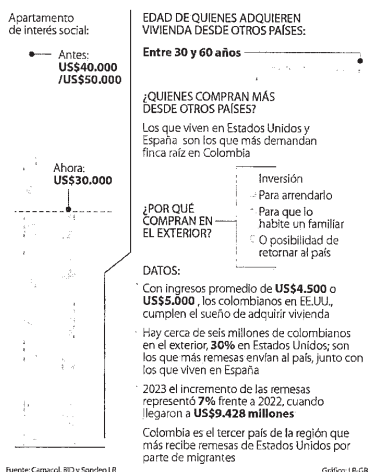 Apartamento
de interés social:
Antes:
US$40.000
/US$50.000
Ahora:
US$30.000
EDAD DE QUIENES ADQUIEREN
VIVIENDA DESDE OTROS PAÍSES:
Entre 30 y 60 años
¿QUIENES COMPRAN MÁS
DESDE OTROS PAÍSES?
Los que viven en Estados Unidos y
España son los que más demandan
finca raíz en Colombia
¿POR QUÉ
COMPRAN EN
EL EXTERIOR?
Inversión
Para arrendarlo
Para que lo
habite un familiar
O posibilidad de
retornar al país
DATOS:
Con ingresos promedio de US$4.500 o
US$5.000 , los colombianos en EE.UU.,
cumplen el sueño de adquirir vivienda
Hay cerca de seis millones de colombianos
en el exterior, 30% en Estados Unidos; son
los que más remesas envían al país, junto con
los que viven en España
2023 el incremento de las remesas
representó 7% frente a 2022, cuando
llegaron a US$9.428 millones
Colombia es el tercer país de la región que
más recibe remesas de Estados Unidos por
parte de migrantes
Fuente: Camacol, BID y Sondeo LR
Gráfico: LR-GR